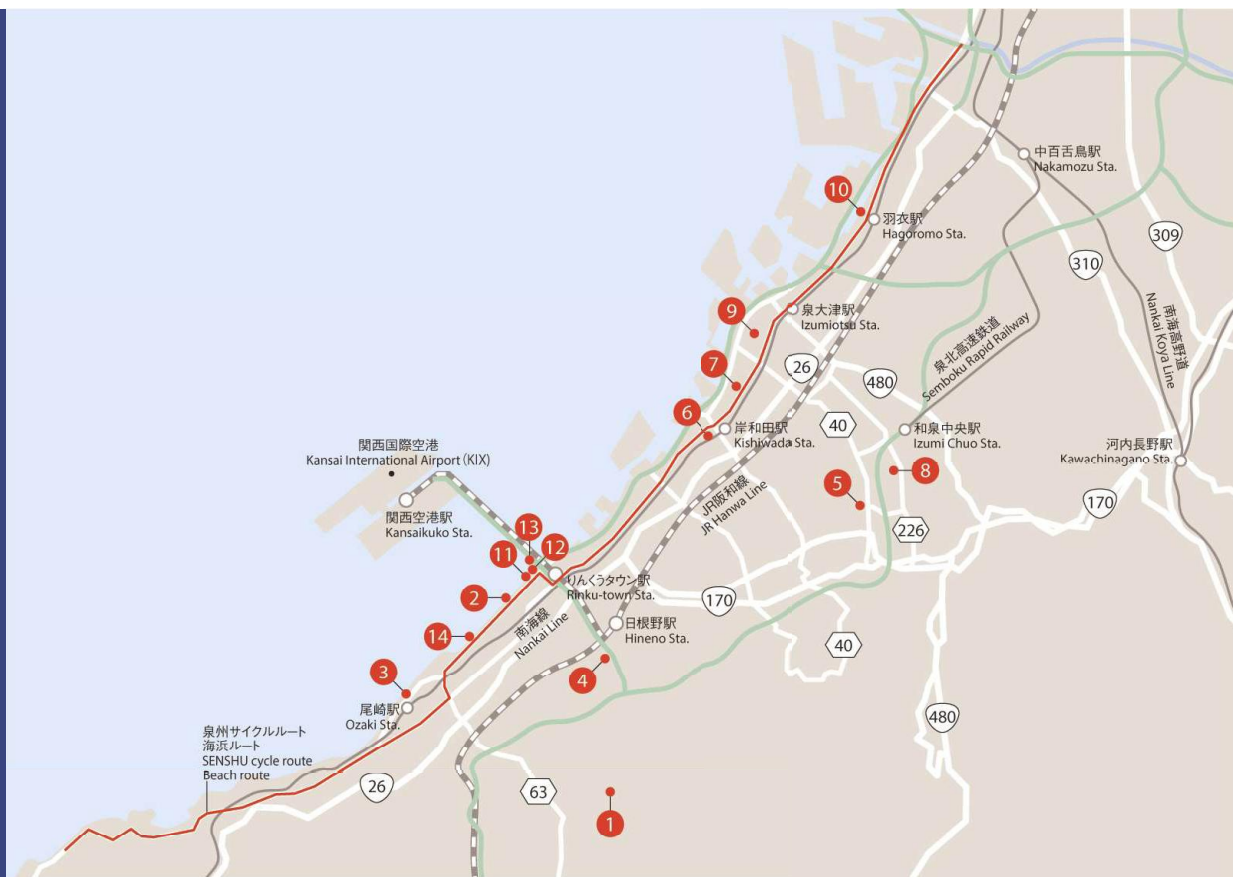 中百舌鳥駅
Nakamozu Sta.
10
羽衣駅
Hagoromo Sta.
309
310
南海高野道
Nankai Koya Line
泉大津駅
Izumiotsu Sta.
9
泉北高速鉄道
Semboku Rapid Railway
26
480
7
40
6
岸和田駅
Kishiwada Sta.
和泉中央駅
Izumi Chuo Sta.
河内長野駅
Kawachinagano Sta.
関西国際空港
Kansai International Airport (KIX)
8
5
関西空港駅
Kansaikuko Sta.
JR阪和線
JR Hanwa Line
170
226
13
12
11
りんくうタウン駅
Rinku-town Sta.
2
170
南海線
Nankai Line
日根野駅
Hineno Sta.
14
40
4
3
尾崎駅
Ozaki Sta.
480
泉州サイクルルート
海浜ルート
SENSHU cycle route
Beach route
26
63
1